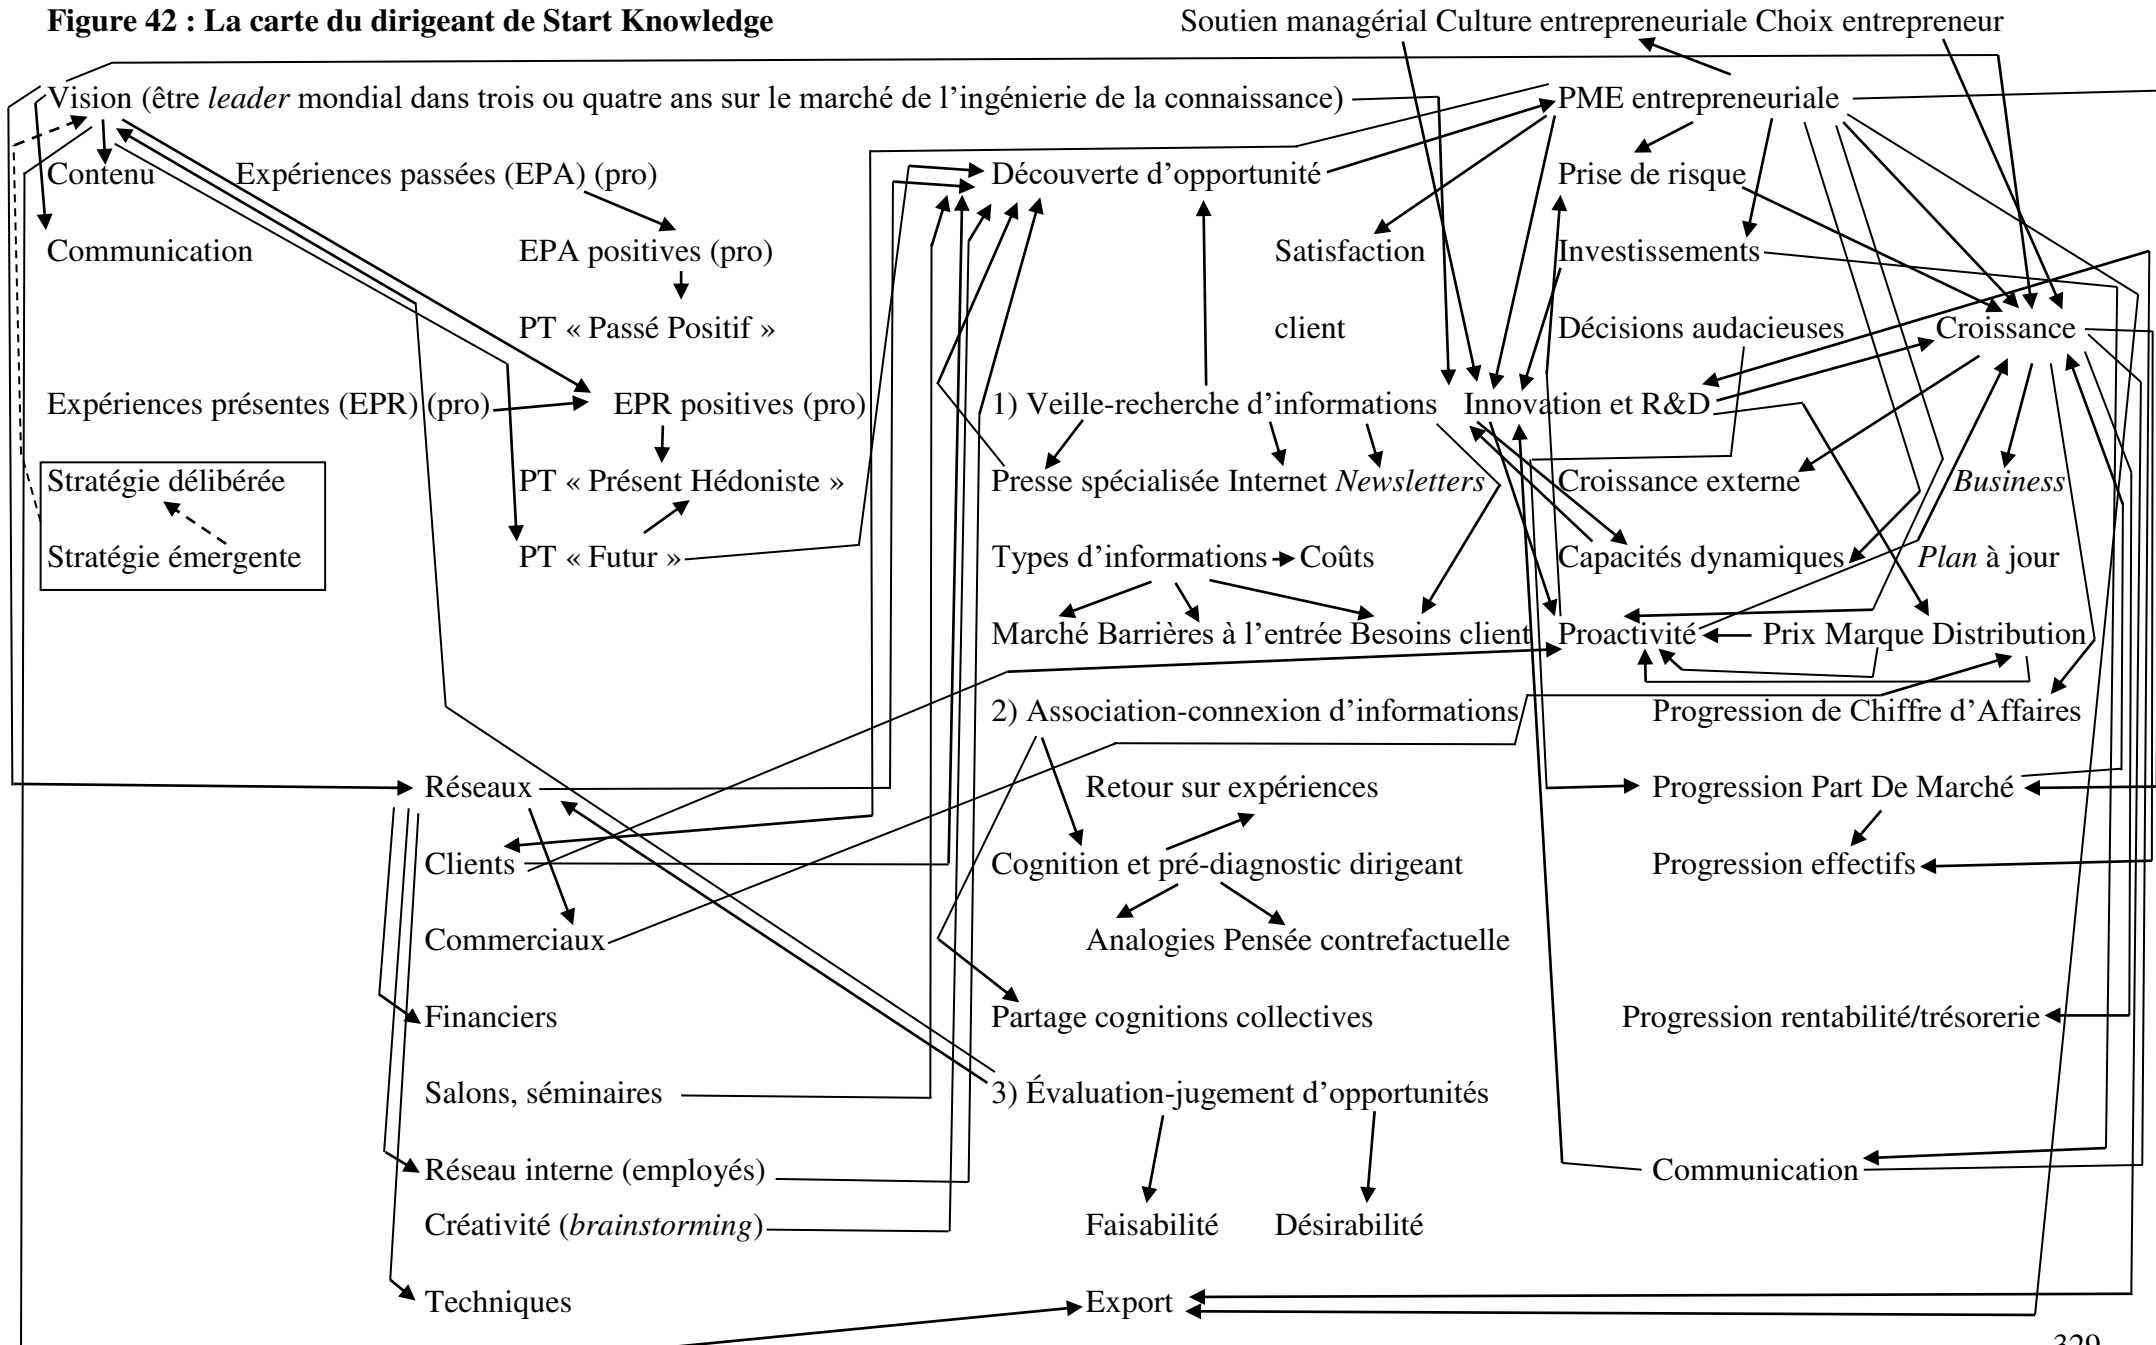 Figure 42 : La carte du dirigeant de Start Knowledge
Soutien managérial Culture entrepreneuriale Choix entrepreneur
Vision (être leader mondial dans trois ou quatre ans sur le marché de l'ingénierie de la connaissance) PME entrepreneuriale
Contenu Expériences passées (EPA) (pro) Découverte d'opportunité Prise de risque
Communication EPA positives (pro) Satisfaction Investissements
PT « Passé Positif » client Décisions audacieuses Croissance
Expériences présentes (EPR) (pro) EPR positives (pro) 1) Veille-recherche d'informations Innovation et R&D
Stratégie délibérée PT « Présent Hédoniste » Presse spécialisée Internet Newsletters Croissance externe Business
Stratégie émergente PT « Futur » Types d'informations Coûts Capacités dynamiques Plan à jour
Marché Barrières à l'entrée Besoins client Proactivité Prix Marque Distribution
2) Association-connexion d'informations Progression de Chiffre d'Affaires
Réseaux Retour sur expériences Progression Part De Marché
Clients Cognition et pré-diagnostic dirigeant Progression effectifs
Commerciaux Analogies Pensée contrefactuelle
Financiers Partage cognitions collectives Progression rentabilité/trésorerie
Salons, séminaires 3) Évaluation-jugement d'opportunités
Réseau interne (employés) Communication
Créativité (brainstorming) Faisabilité Désirabilité
Techniques Export
329